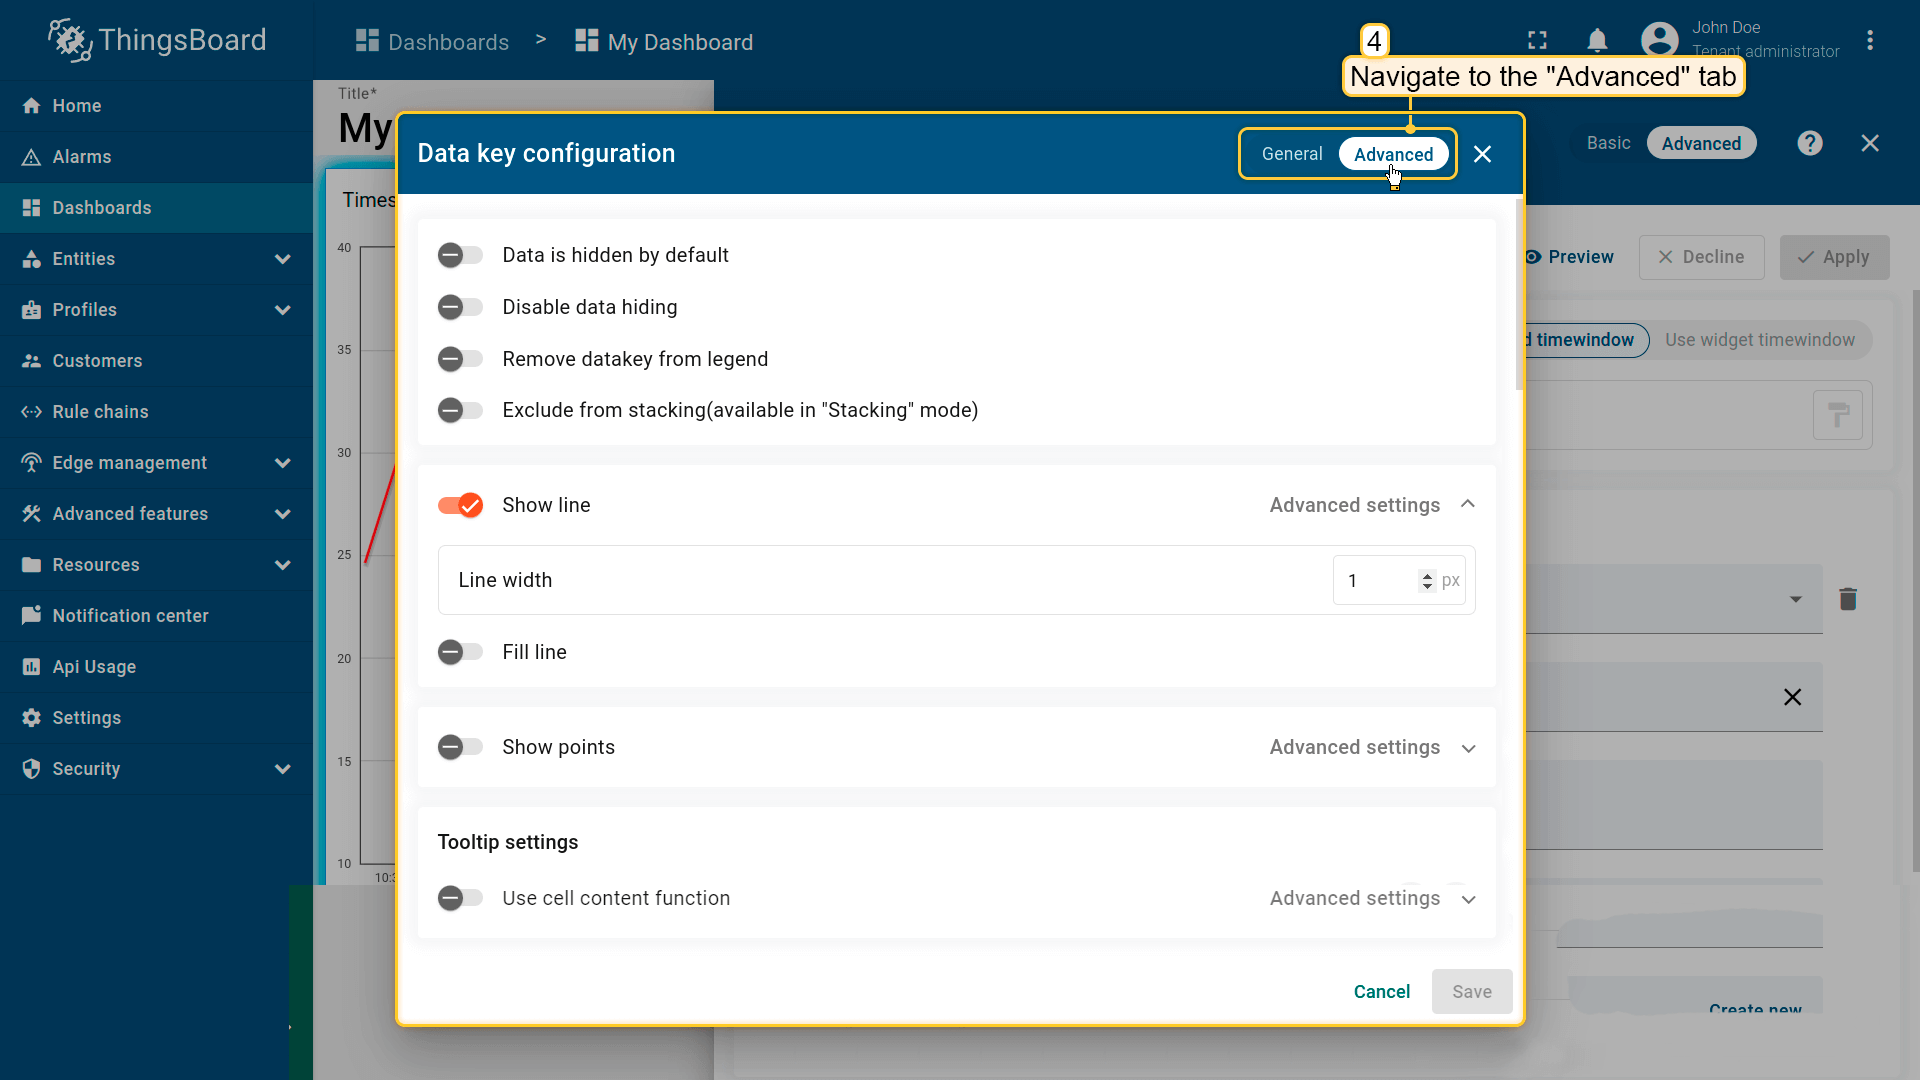 ThingsBoard
Dashboards > My Dashboard
John Doe
Tenant administrator
4
Navigate to the "Advanced" tab
Home
Alarms
Dashboards
Entities
Profiles
Customers
Rule chains
Edge management
Advanced features
Resources
Notification center
Api Usage
Settings
Security
Title*
My
Times
40
35
30
25
20
15
10
10:3
Basic
Advanced
Preview
Decline
Apply
d timewindow
Use widget timewindow
Create new
Data key configuration
General
Advanced
Data is hidden by default
Disable data hiding
Remove datakey from legend
Exclude from stacking(available in "Stacking" mode)
Show line
Advanced settings
Line width
1
px
Fill line
Show points
Advanced settings
Tooltip settings
Use cell content function
Advanced settings
Cancel
Save